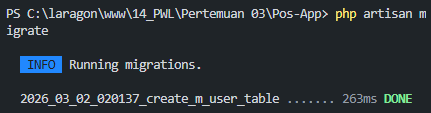 PS C:\laragon\www\14_PWL\Pertemuan 03\Pos-App> php artisan m
igrate
INFO Running migrations.
2026_03_02_020137_create_m_user_table ....... 263ms DONE